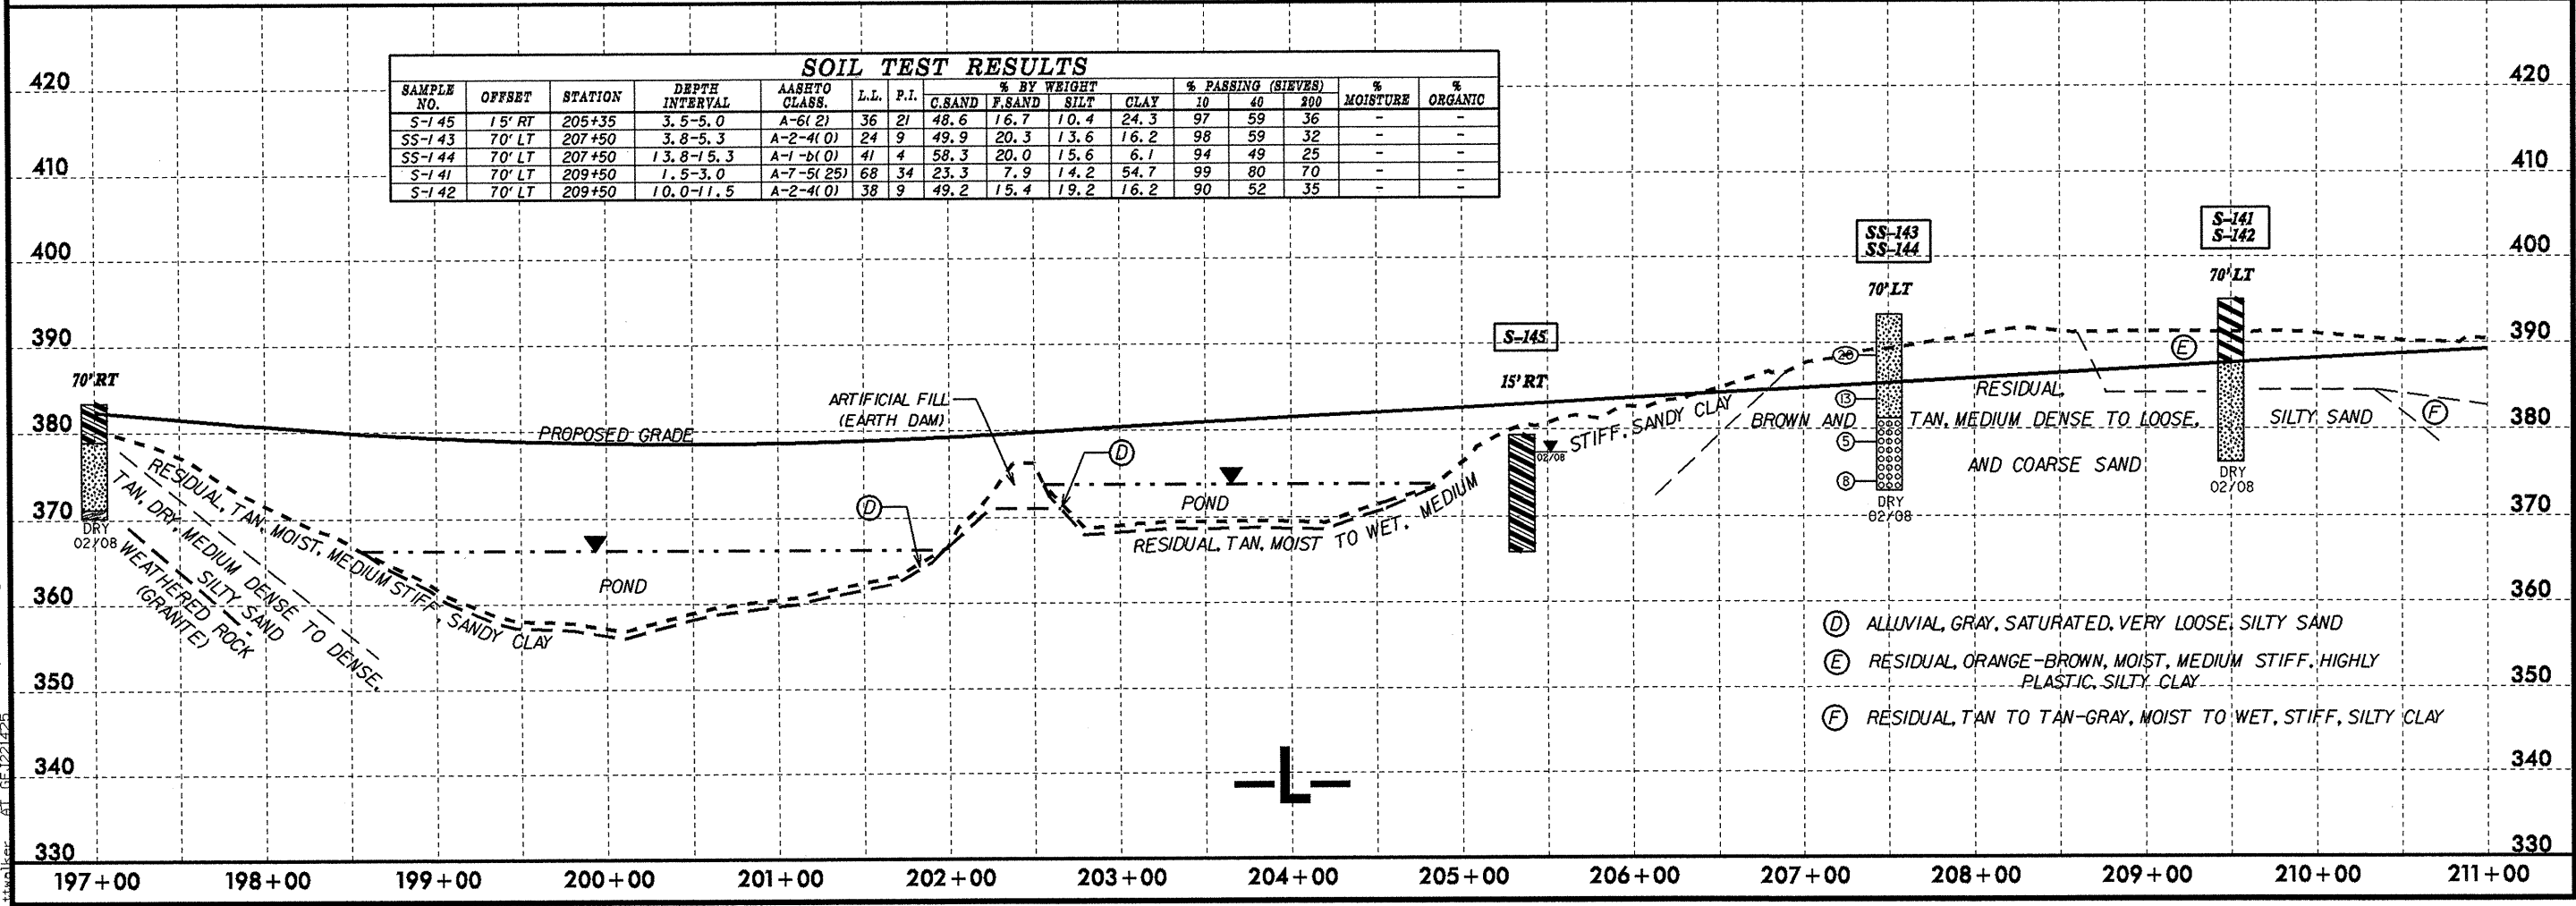 SOIL TEST RESULTS
SAMPLE NO. OFFSET STATION DEPTH INTERVAL AASHTO CLASS. L.L. P.I. % BY WEIGHT % PASSING (SIEVES) % MOISTURE % ORGANIC
C.SAND F.SAND SILT CLAY 10 40 200
S-145 15' RT 205+35 3.5-5.0 A-6(2) 36 21 48.6 16.7 10.4 24.3 97 59 36 - -
SS-143 70' LT 207+50 3.8-5.3 A-2-4(0) 24 9 49.9 20.3 13.6 16.2 98 59 32 - -
SS-144 70' LT 207+50 13.8-15.3 A-1-b(0) 41 4 58.3 20.0 15.6 6.1 94 49 25 - -
S-141 70' LT 209+50 1.5-3.0 A-7-5(25) 68 34 23.3 7.9 14.2 54.7 99 80 70 - -
S-142 70' LT 209+50 10.0-11.5 A-2-4(0) 38 9 49.2 15.4 19.2 16.2 90 52 35 - -
420 420
410 410
400 400
390 390
380 380
370 370
360 360
350 350
340 340
330 330
SS-143
SS-144
70' LT
S-141
S-142
70' LT
S-145
15' RT
70' RT
20
13
5
8
DRY
02/08
DRY
02/08
DRY
02/08
02/08
PROPOSED GRADE
ARTIFICIAL FILL
(EARTH DAM)
D
D
E
F
POND
POND
RESIDUAL, TAN, MOIST, MEDIUM STIFF, SANDY CLAY
TAN, DRY, MEDIUM DENSE TO DENSE,
SILTY SAND
WEATHERED ROCK
(GRANITE)
RESIDUAL, TAN, MOIST TO WET, MEDIUM STIFF, SANDY CLAY
RESIDUAL,
BROWN AND TAN, MEDIUM DENSE TO LOOSE, SILTY SAND
AND COARSE SAND
D ALLUVIAL, GRAY, SATURATED, VERY LOOSE, SILTY SAND
E RESIDUAL, ORANGE-BROWN, MOIST, MEDIUM STIFF, HIGHLY
PLASTIC, SILTY CLAY
F RESIDUAL, TAN TO TAN-GRAY, MOIST TO WET, STIFF, SILTY CLAY
-L-
197+00 198+00 199+00 200+00 201+00 202+00 203+00 204+00 205+00 206+00 207+00 208+00 209+00 210+00 211+00